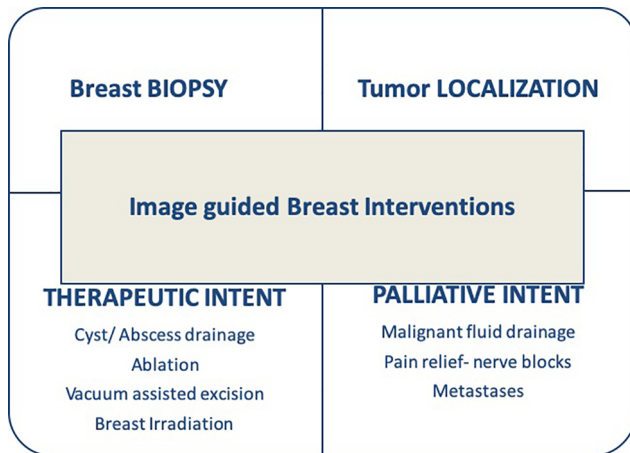 Breast BIOPSY
Tumor LOCALIZATION
Image guided Breast Interventions
THERAPEUTIC INTENT
Cyst/ Abscess drainage
Ablation
Vacuum assisted excision
Breast Irradiation
PALLIATIVE INTENT
Malignant fluid drainage
Pain relief- nerve blocks
Metastases